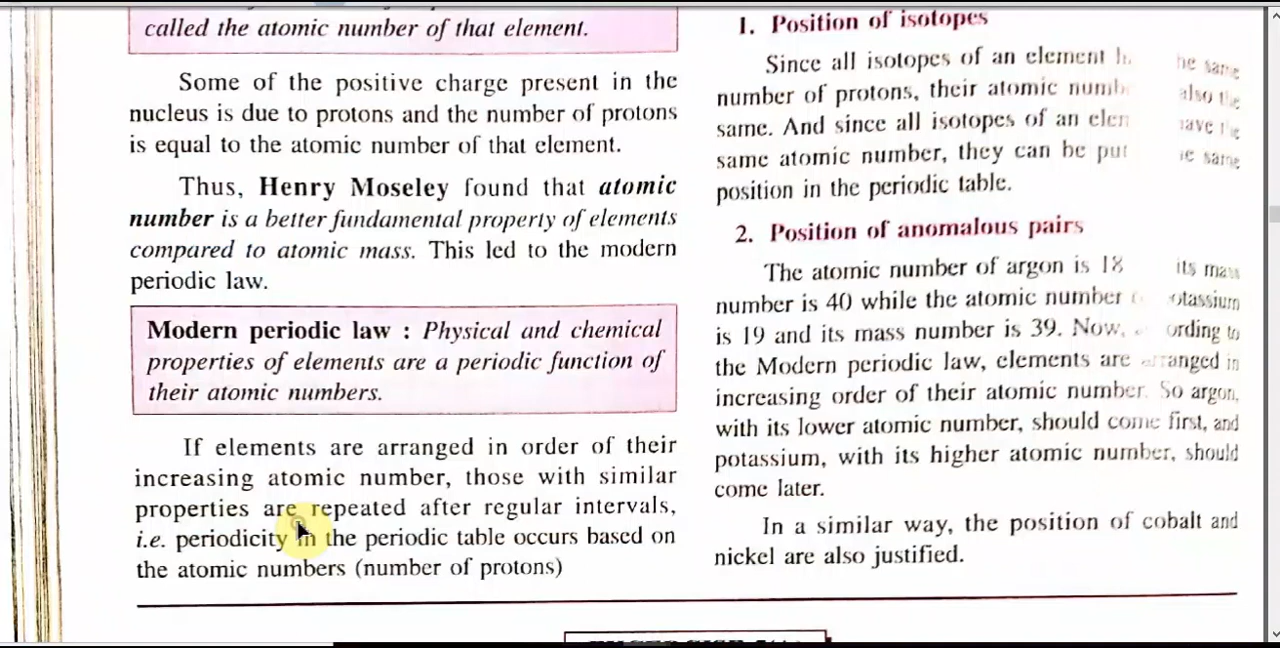 called the atomic number of that element.
Some of the positive charge present in the
nucleus is due to protons and the number of protons
is equal to the atomic number of that element.
Thus, Henry Moseley found that atomic
number is a better fundamental property of elements
compared to atomic mass. This led to the modern
periodic law.
Modern periodic law : Physical and chemical
properties of elements are a periodic function of
their atomic numbers.
If elements are arranged in order of their
increasing atomic number, those with similar
properties are repeated after regular intervals,
i.e. periodicity in the periodic table occurs based on
the atomic numbers (number of protons)
1. Position of isotopes
Since all isotopes of an element same
number of protons, their atomic also the
same. And since all isotopes of an
same atomic number, they can be put same
position in the periodic table.
2. Position of anomalous pairs
The atomic number of argon is 18 its mass
number is 40 while the atomic number
is 19 and its mass number is 39. Now, to
the Modern periodic law, elements are arranged in
increasing order of their atomic number. So argon,
with its lower atomic number, should come first, and
potassium, with its higher atomic number, should
come later.
In a similar way, the position of cobalt and
nickel are also justified.